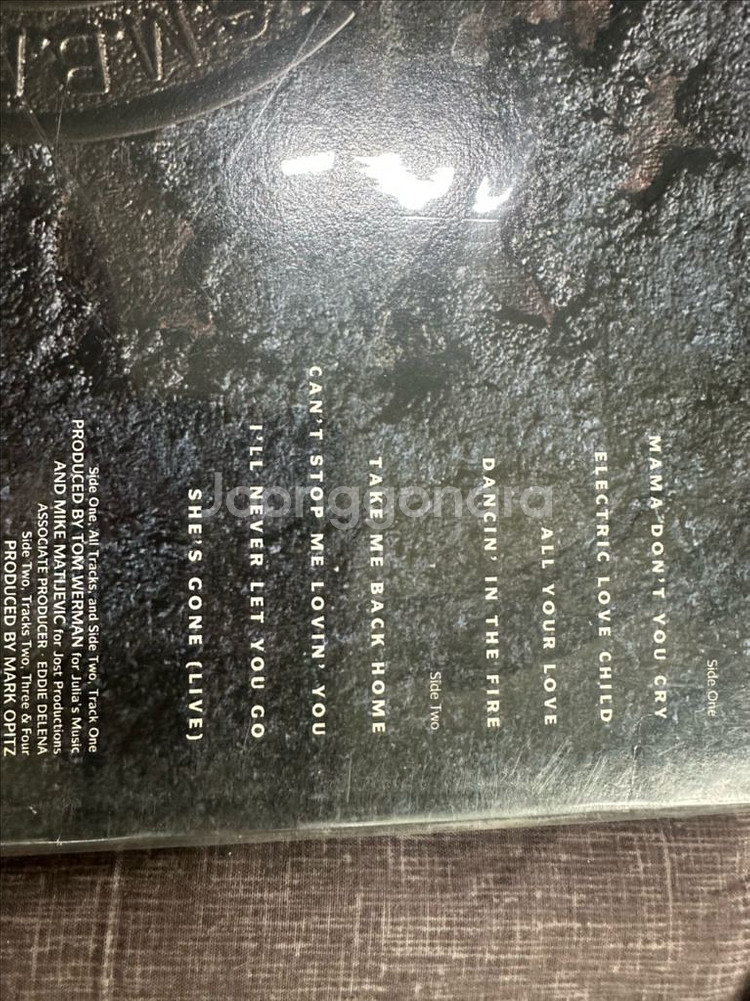 Side One
MAMA DON'T YOU CRY
ELECTRIC LOVE CHILD
ALL YOUR LOVE
DANCIN' IN THE FIRE
Side Two
TAKE ME BACK HOME
CAN'T STOP ME LOVIN' YOU
I'LL NEVER LET YOU GO
SHE'S GONE (LIVE)
Side One, All Tracks, and Side Two, Track One
PRODUCED BY TOM WERMAN for Julia's Music
AND MIKE MATIJEVIC for Jost Productions
ASSOCIATE PRODUCER · EDDIE DELENA
Side Two, Tracks Two, Three & Four
PRODUCED BY MARK OPITZ
Joonggonara